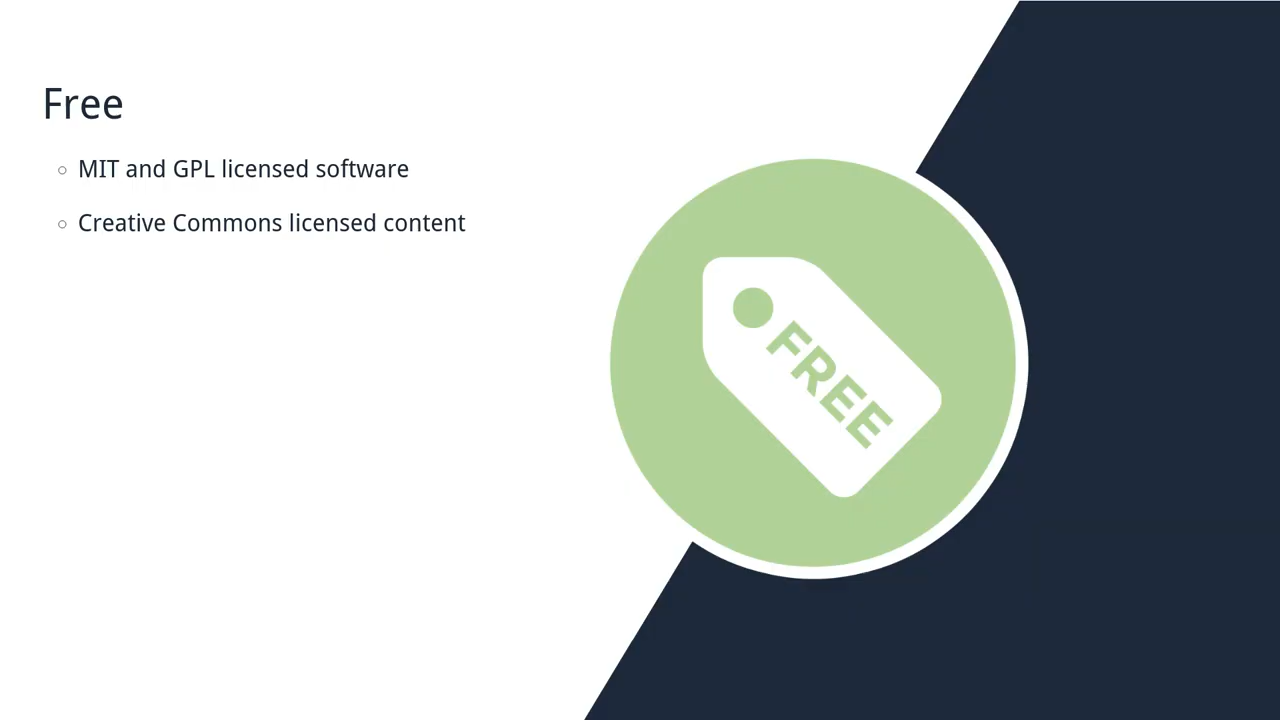 Free
MIT and GPL licensed software
Creative Commons licensed content
FREE